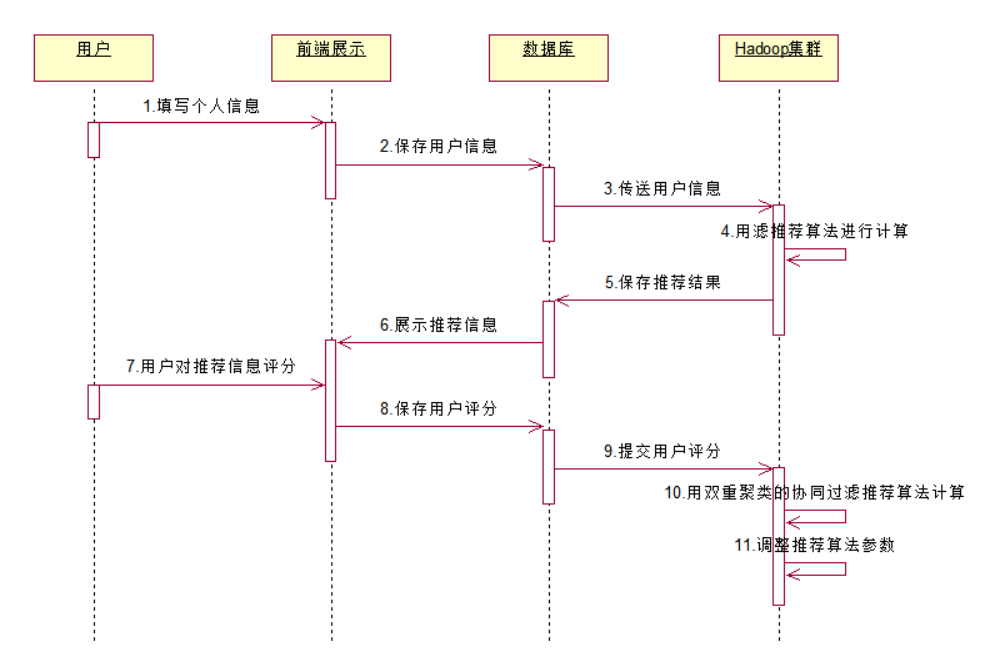 用户
前端展示
数据库
Hadoop集群
1.填写个人信息
2.保存用户信息
3.传送用户信息
4.用滤推荐算法进行计算
5.保存推荐结果
6.展示推荐信息
7.用户对推荐信息评分
8.保存用户评分
9.提交用户评分
10.用双重聚类的协同过滤推荐算法计算
11.调整推荐算法参数